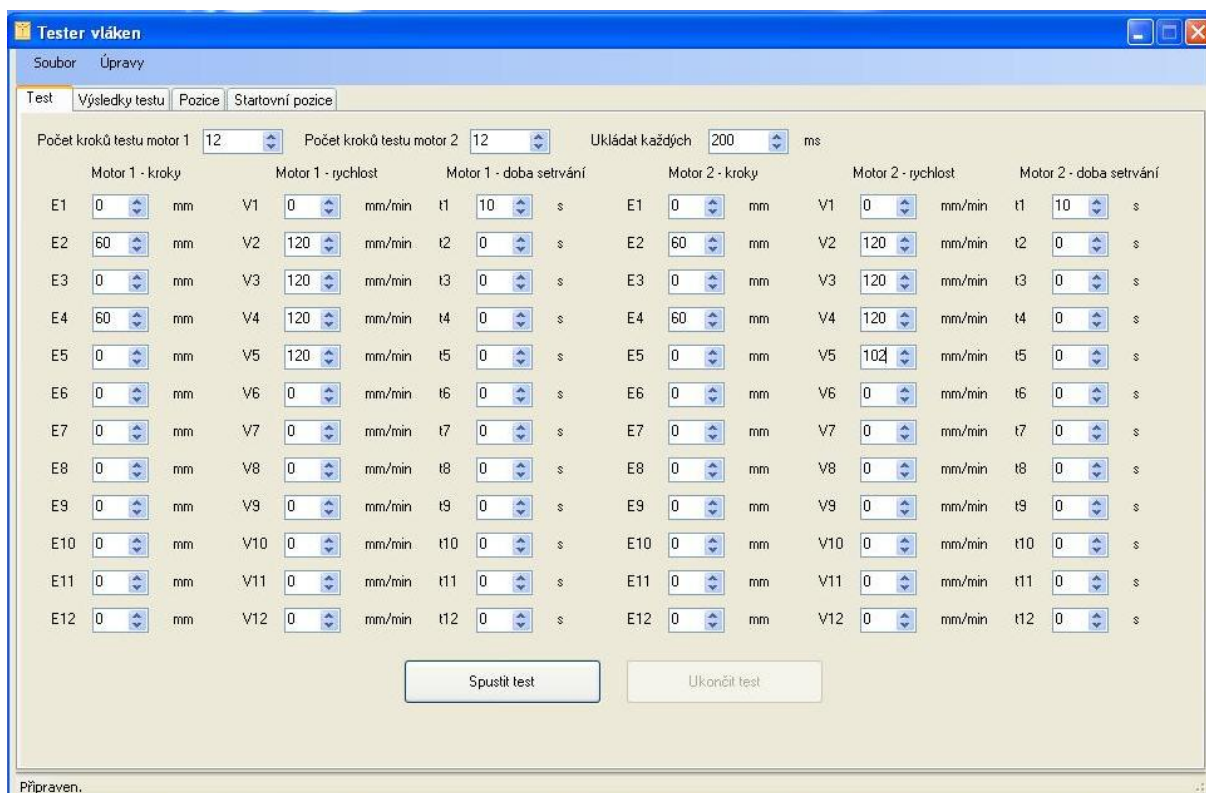 Tester vláken
Soubor Úpravy
Test Výsledky testu Pozice Startovní pozice
Počet kroků testu motor 1 12 Počet kroků testu motor 2 12 Ukládat každých 200 ms
Motor 1 - kroky Motor 1 - rychlost Motor 1 - doba setrvání Motor 2 - kroky Motor 2 - rychlost Motor 2 - doba setrvání
E1 0 mm V1 0 mm/min t1 10 s E1 0 mm V1 0 mm/min t1 10 s
E2 60 mm V2 120 mm/min t2 0 s E2 60 mm V2 120 mm/min t2 0 s
E3 0 mm V3 120 mm/min t3 0 s E3 0 mm V3 120 mm/min t3 0 s
E4 60 mm V4 120 mm/min t4 0 s E4 60 mm V4 120 mm/min t4 0 s
E5 0 mm V5 120 mm/min t5 0 s E5 0 mm V5 102 mm/min t5 0 s
E6 0 mm V6 0 mm/min t6 0 s E6 0 mm V6 0 mm/min t6 0 s
E7 0 mm V7 0 mm/min t7 0 s E7 0 mm V7 0 mm/min t7 0 s
E8 0 mm V8 0 mm/min t8 0 s E8 0 mm V8 0 mm/min t8 0 s
E9 0 mm V9 0 mm/min t9 0 s E9 0 mm V9 0 mm/min t9 0 s
E10 0 mm V10 0 mm/min t10 0 s E10 0 mm V10 0 mm/min t10 0 s
E11 0 mm V11 0 mm/min t11 0 s E11 0 mm V11 0 mm/min t11 0 s
E12 0 mm V12 0 mm/min t12 0 s E12 0 mm V12 0 mm/min t12 0 s
Spustit test Ukončit test
Připraven.